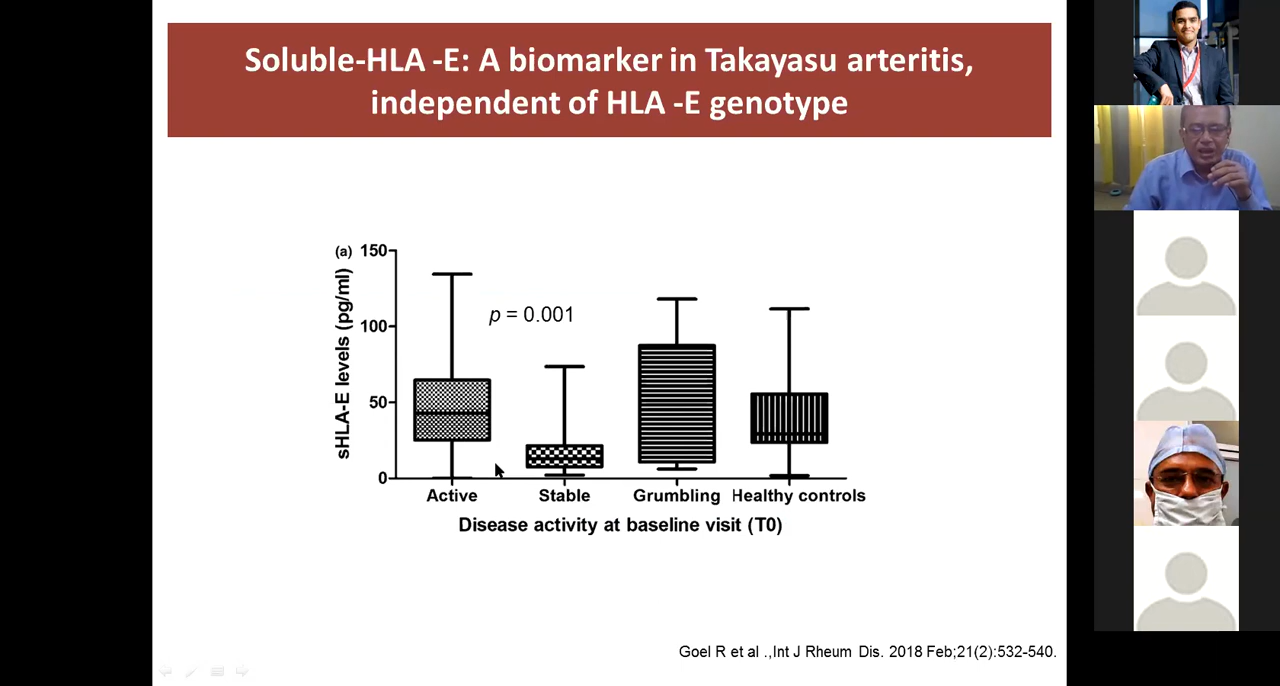 Soluble-HLA -E: A biomarker in Takayasu arteritis,
independent of HLA -E genotype
(a)
150
100
50
0
sHLA-E levels (pg/ml)
p = 0.001
Active Stable Grumbling Healthy controls
Disease activity at baseline visit (T0)
Goel R et al .,Int J Rheum Dis. 2018 Feb;21(2):532-540.